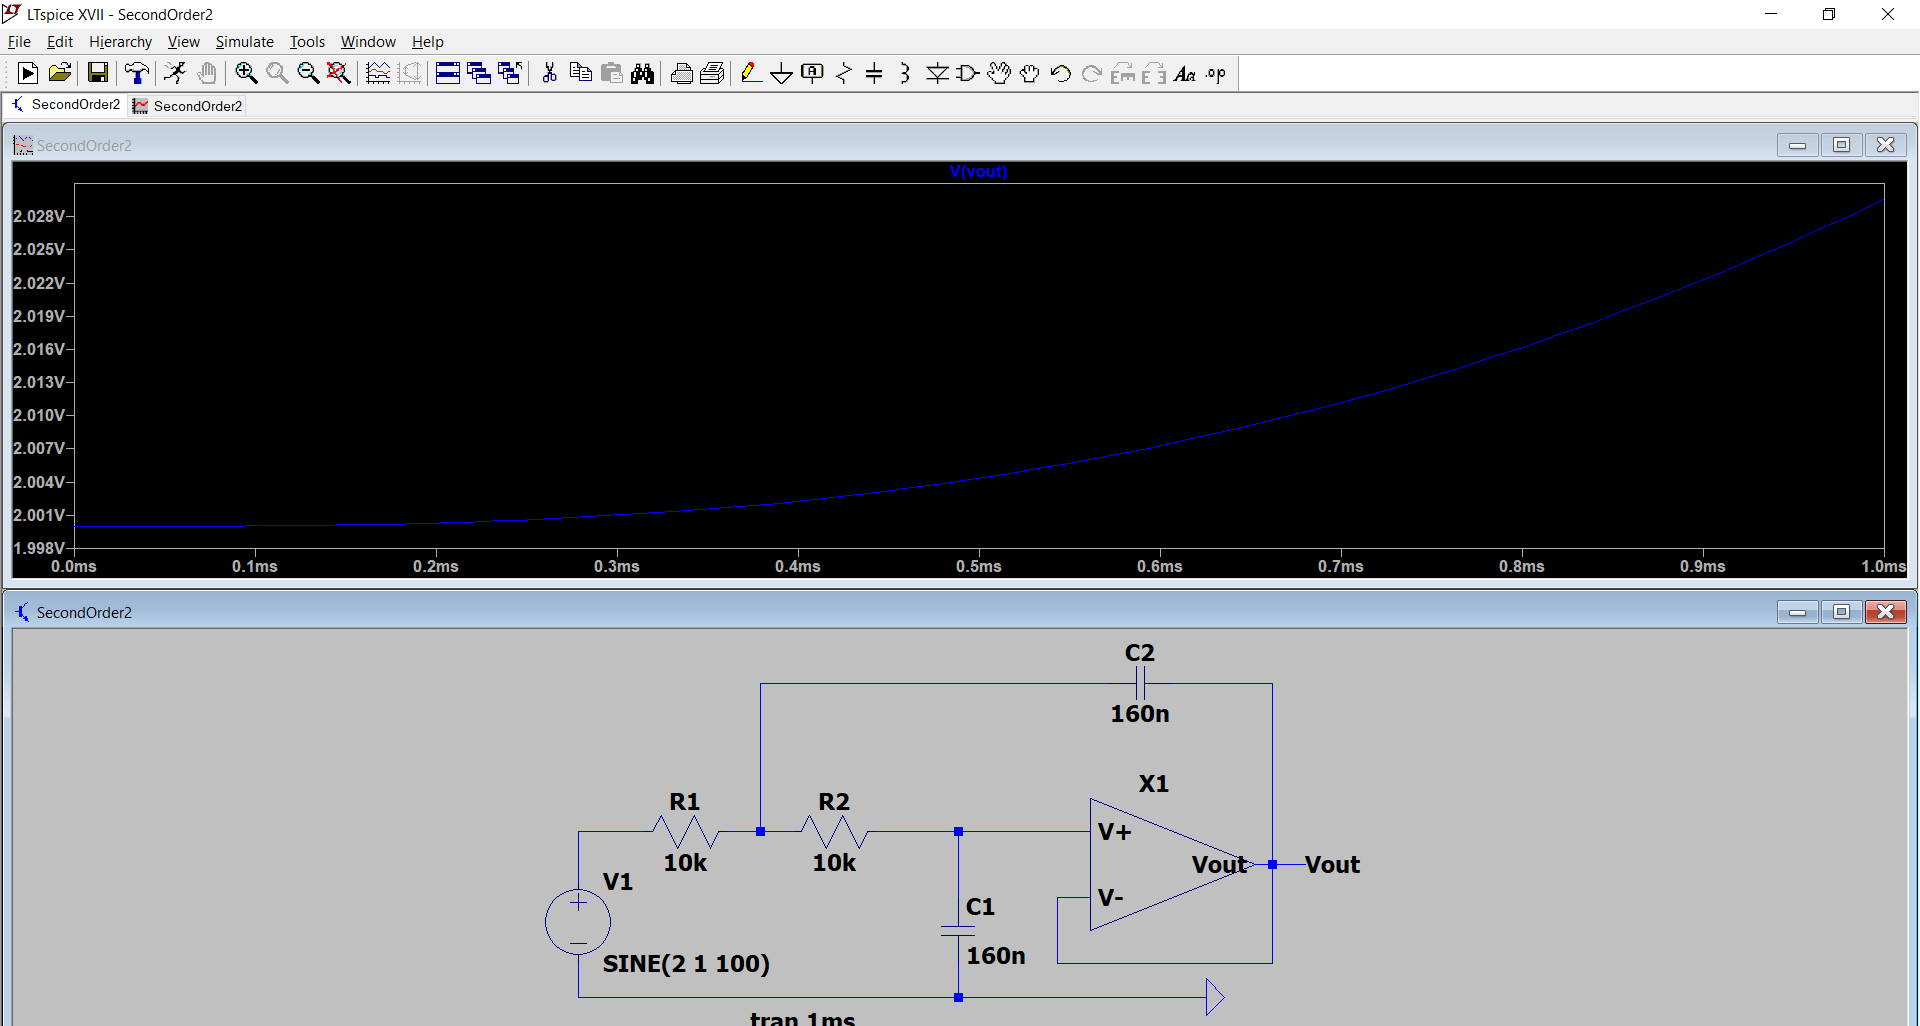 LTspice XVII - SecondOrder2
File Edit Hierarchy View Simulate Tools Window Help
Aa .op
SecondOrder2 SecondOrder2
SecondOrder2
V(vout)
2.028V
2.025V
2.022V
2.019V
2.016V
2.013V
2.010V
2.007V
2.004V
2.001V
1.998V
0.0ms 0.1ms 0.2ms 0.3ms 0.4ms 0.5ms 0.6ms 0.7ms 0.8ms 0.9ms 1.0ms
SecondOrder2
C2
160n
X1
R1 R2
V+
10k 10k
Vout Vout
V1
V-
C1
160n
SINE(2 1 100)
tran 1ms